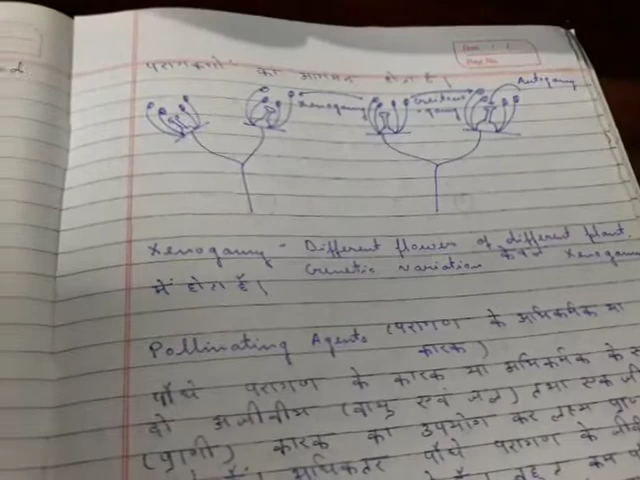 परागकणों का आगमन होता है।
Xenogamy Geitono-gamy Autogamy
Xenogamy - Different flowers of different plant.
Genetic variation केवल Xenogamy
में होता है।
Pollinating Agents (परागण के अभिकर्मक या
कारक)
पौधे परागण के कारक या अभिकर्मक के
दो अजीवीय (वायु एवं जल) तथा एक
(प्राणी) कारक का उपयोग कर
अधिकतर पौधे परागण के